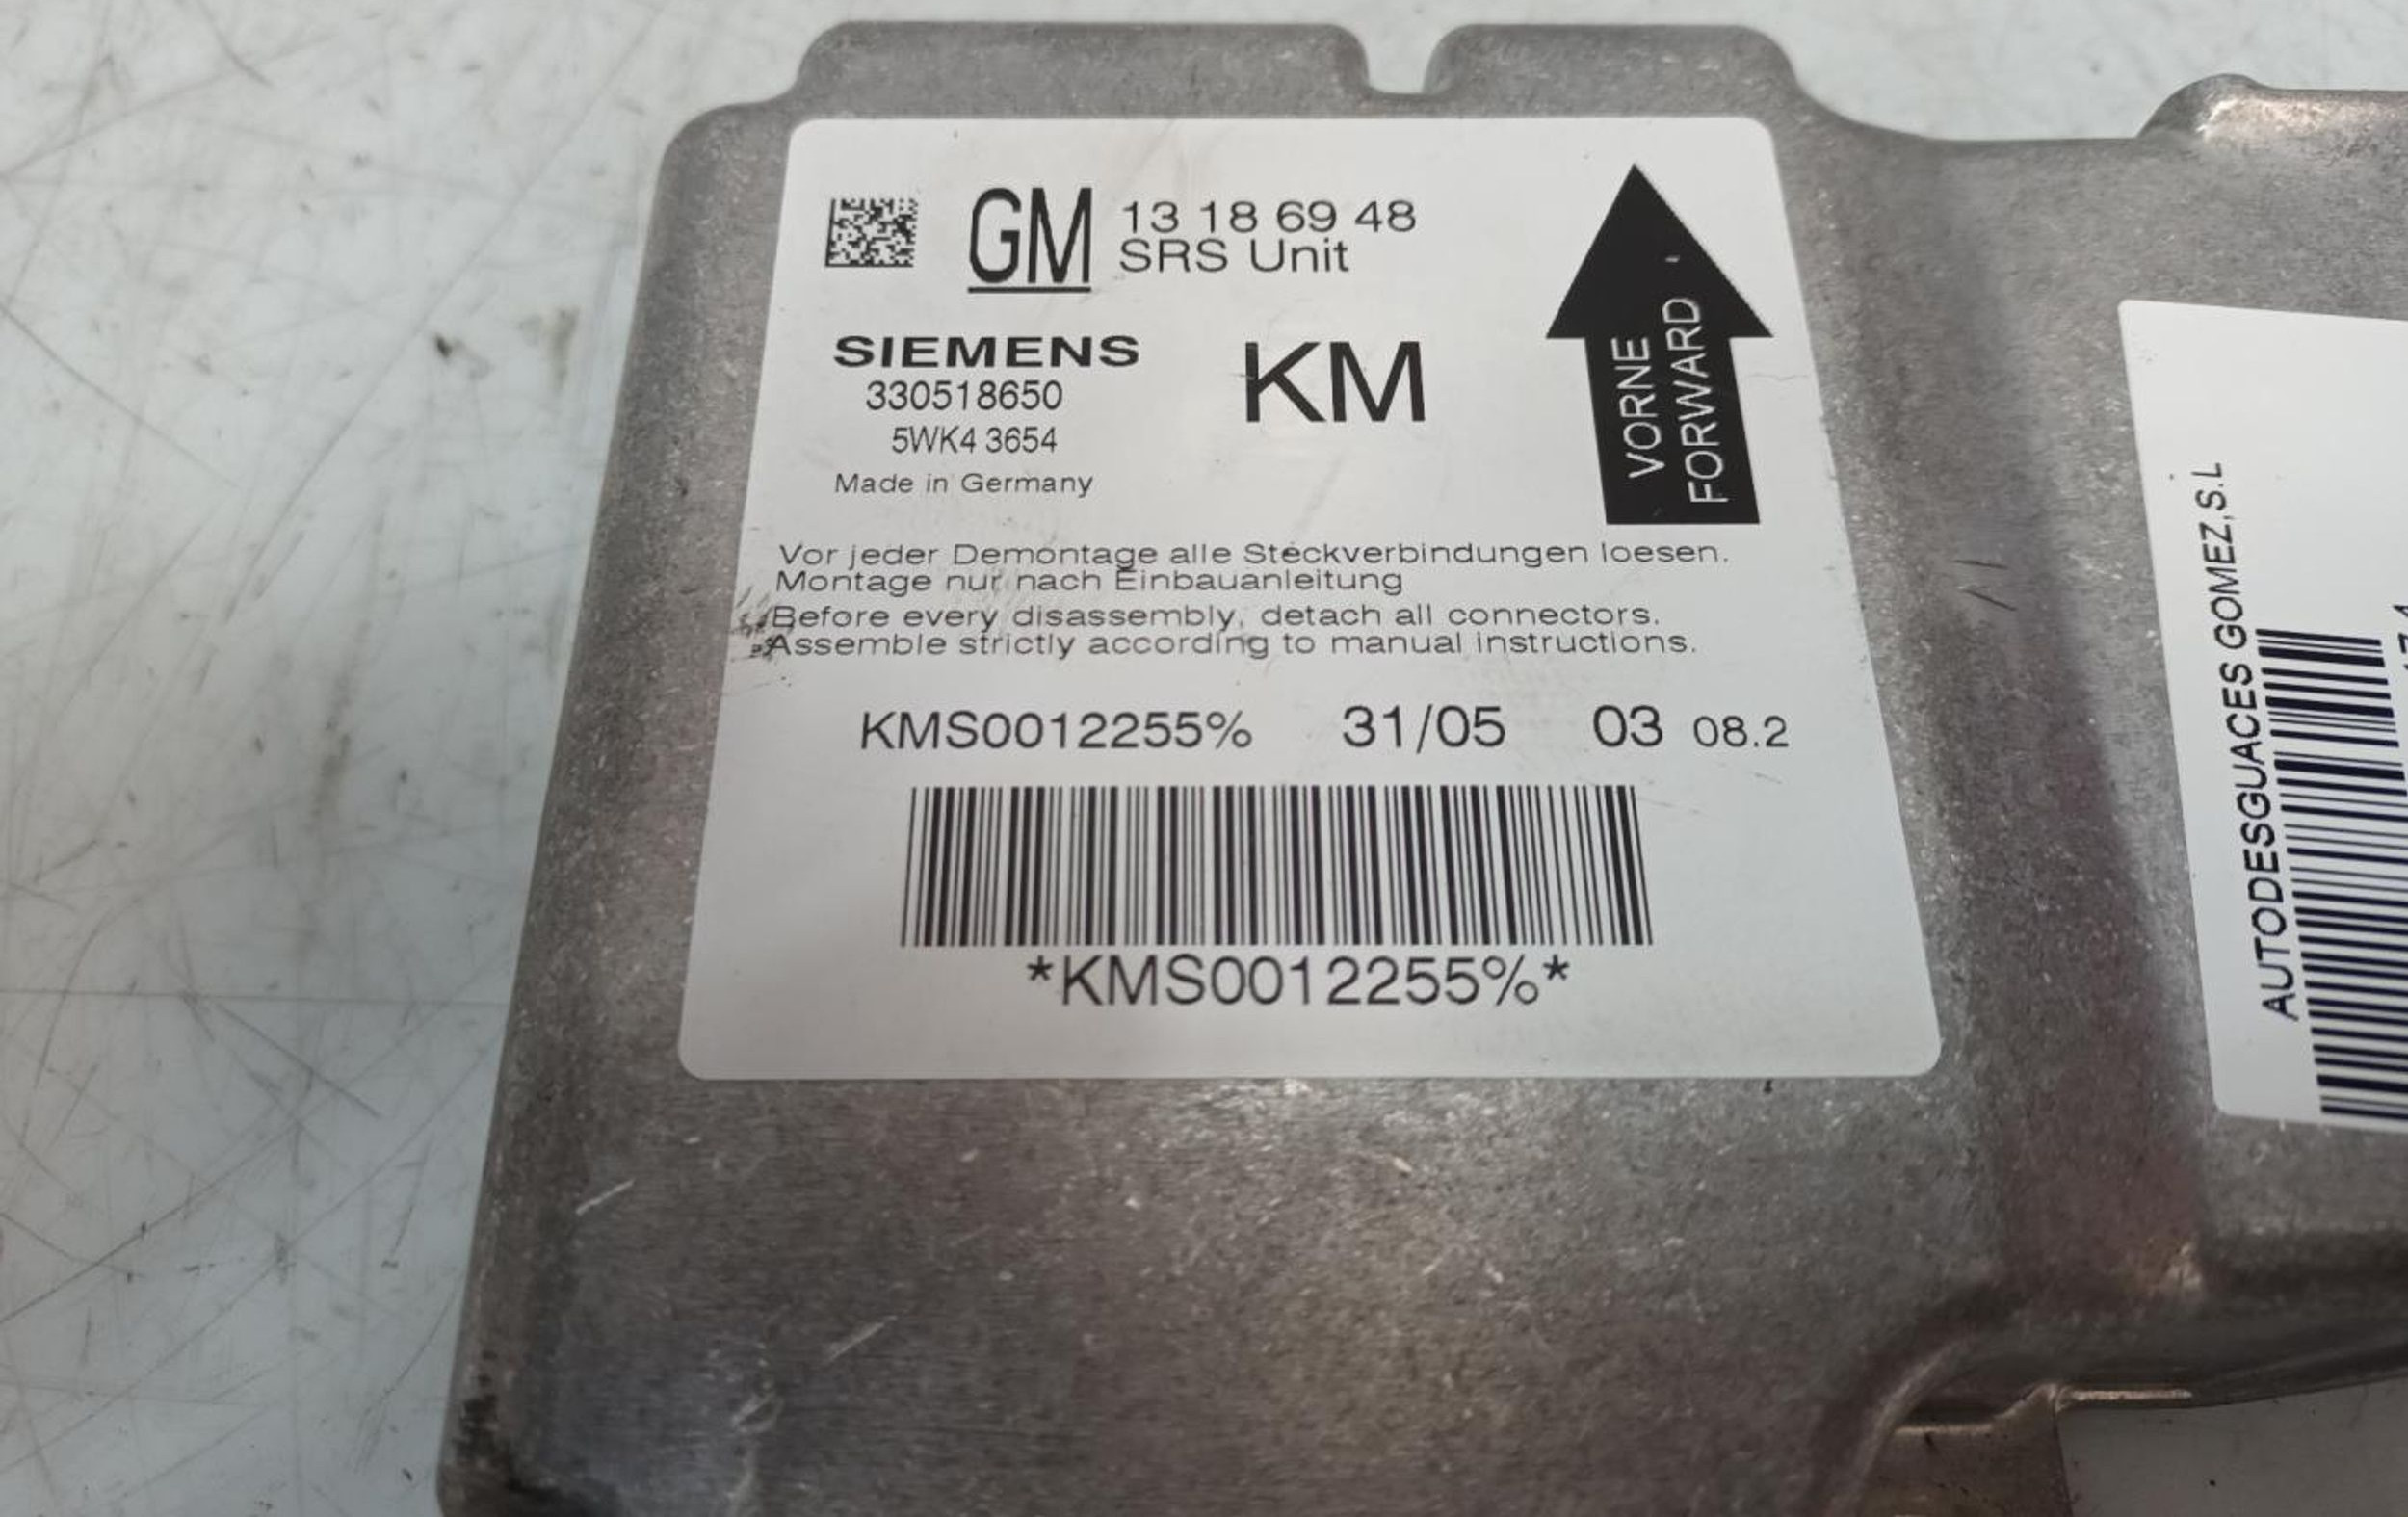 GM 13 18 69 48
SRS Unit
SIEMENS
330518650
5WK4 3654
Made in Germany
KM
VORNE
FORWARD
Vor jeder Demontage alle Steckverbindungen loesen.
Montage nur nach Einbauanleitung
Before every disassembly, detach all connectors.
Assemble strictly according to manual instructions.
KMS0012255% 31/05 03 08.2
*KMS0012255%*
AUTODESGUACES GOMEZ,S.L